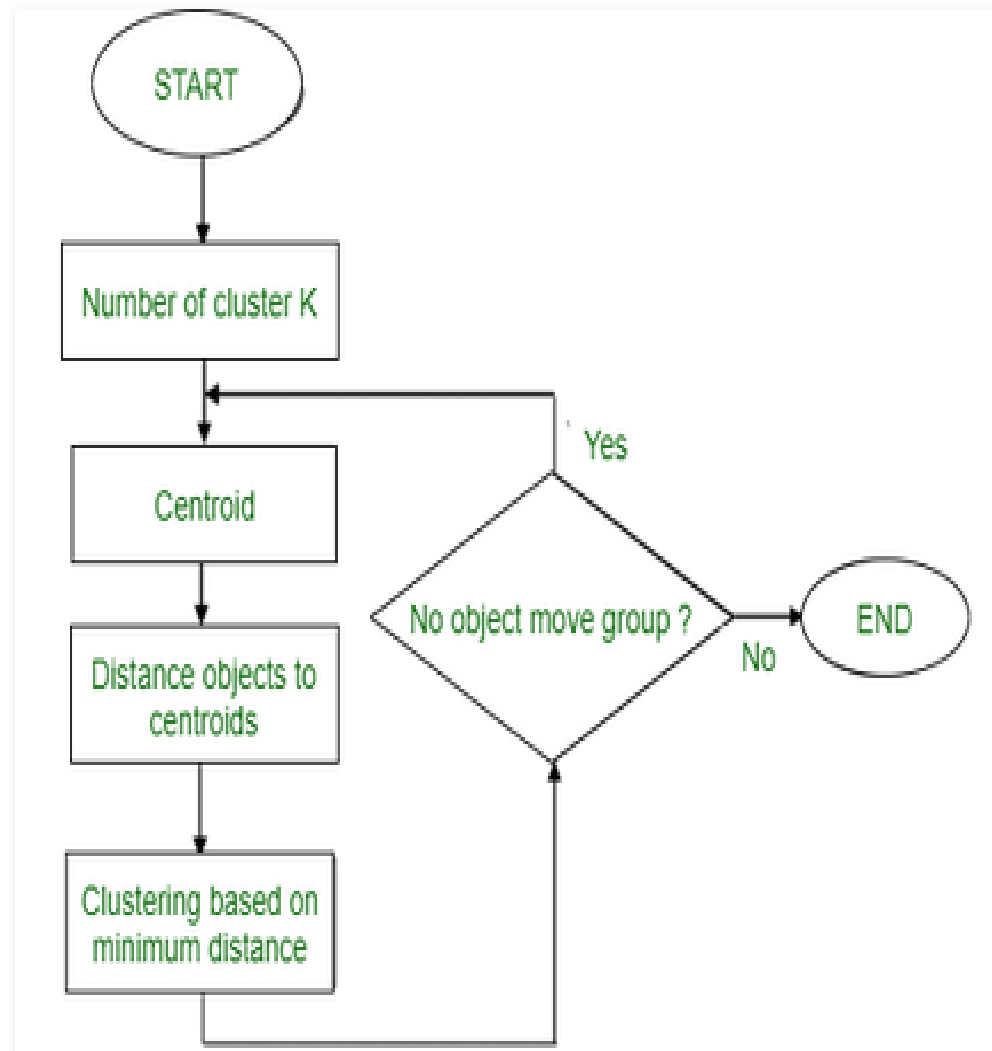 START
Number of cluster K
Centroid
Distance objects to
centroids
Clustering based on
minimum distance
No object move group ?
Yes
No
END